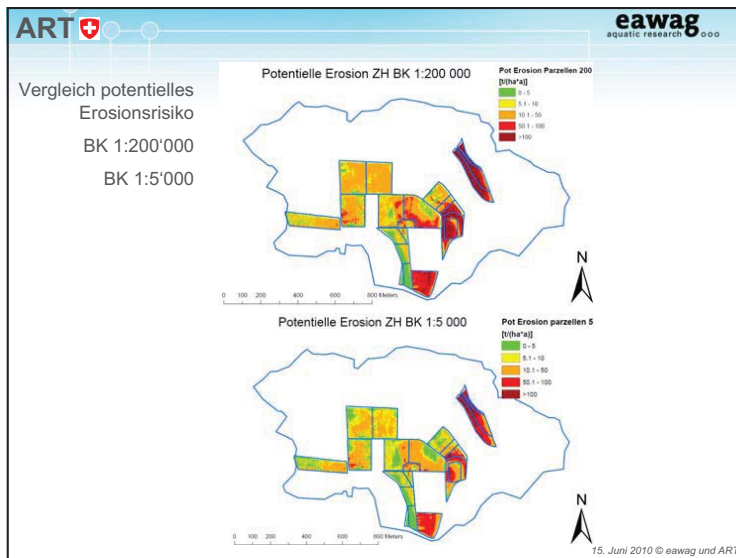 ART
eawag
aquatic research
Vergleich potentielles
Erosionsrisiko
BK 1:200'000
BK 1:5'000
Potentielle Erosion ZH BK 1:200 000
Pot Erosion Parzellen 200
[t/(ha*a)]
0 - 5
5.1 - 10
10.1 - 50
50.1 - 100
>100
N
0 100 200 400 600 800 Meters
Potentielle Erosion ZH BK 1:5 000
Pot Erosion parzellen 5
[t/(ha*a)]
0 - 5
5.1 - 10
10.1 - 50
50.1 - 100
>100
N
0 100 200 400 600 800 Meters
15. Juni 2010 © eawag und ART